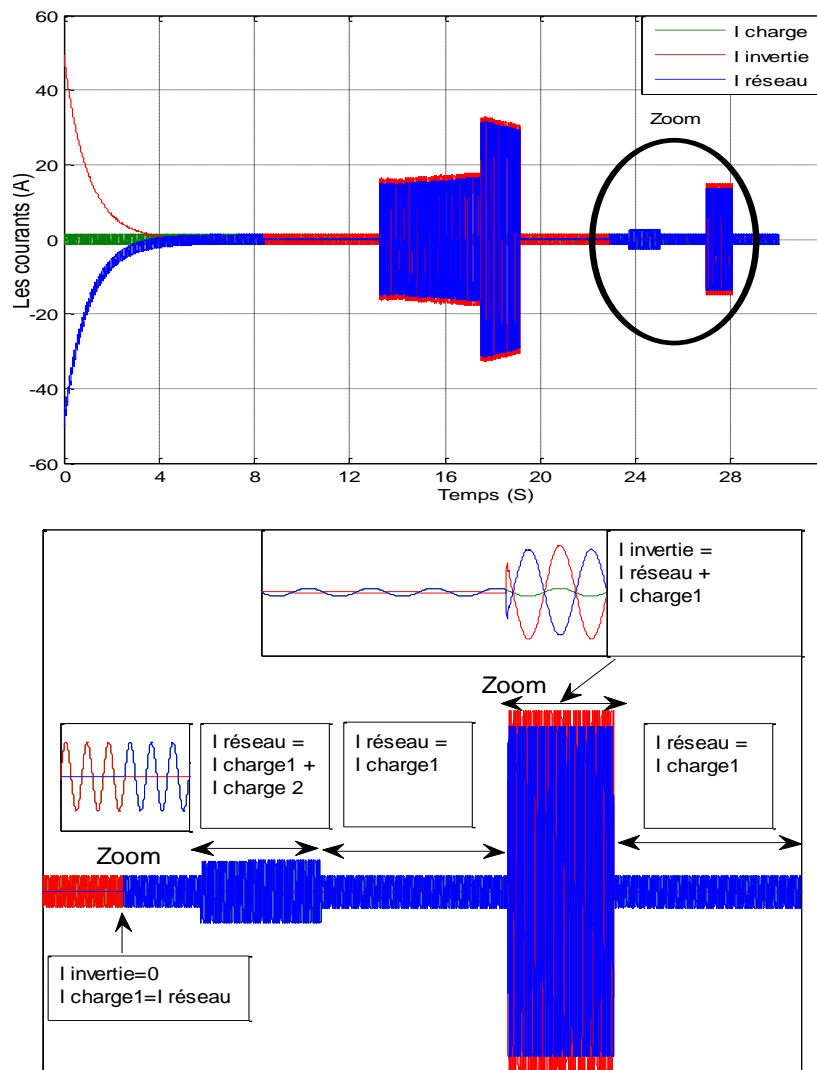 60
40
20
0
-20
-40
-60
Les courants (A)
0
4
8
12
16
20
24
28
Temps (S)
I charge
I invertie
I réseau
Zoom
I invertie =
I réseau +
I charge1
Zoom
I réseau =
I charge1 +
I charge 2
I réseau =
I charge1
I réseau =
I charge1
Zoom
I invertie=0
I charge1=I réseau